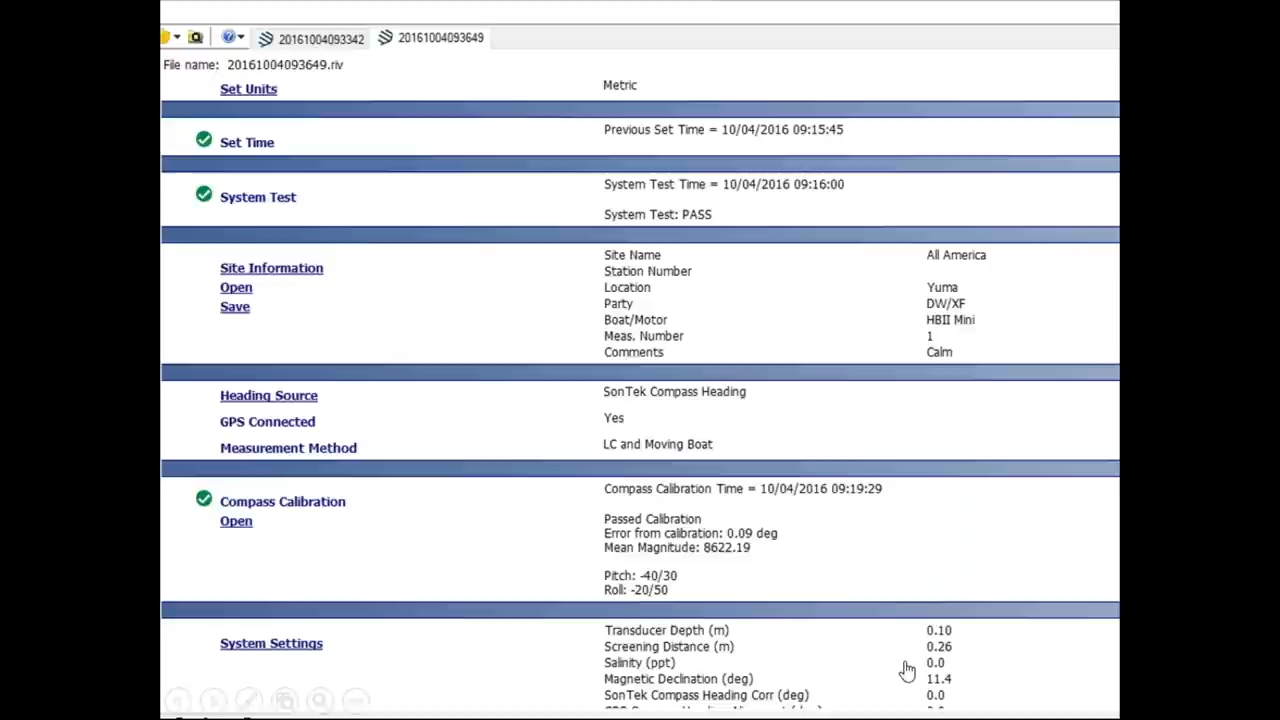 20161004093342 20161004093649
File name: 20161004093649.riv
Set Units Metric
Set Time Previous Set Time = 10/04/2016 09:15:45
System Test System Test Time = 10/04/2016 09:16:00
System Test: PASS
Site Information Site Name All America
Station Number
Open Location Yuma
Save Party DW/XF
Boat/Motor HBII Mini
Meas. Number 1
Comments Calm
Heading Source SonTek Compass Heading
GPS Connected Yes
Measurement Method LC and Moving Boat
Compass Calibration Compass Calibration Time = 10/04/2016 09:19:29
Open Passed Calibration
Error from calibration: 0.09 deg
Mean Magnitude: 8622.19
Pitch: -40/30
Roll: -20/50
System Settings Transducer Depth (m) 0.10
Screening Distance (m) 0.26
Salinity (ppt) 0.0
Magnetic Declination (deg) 11.4
SonTek Compass Heading Corr (deg) 0.0